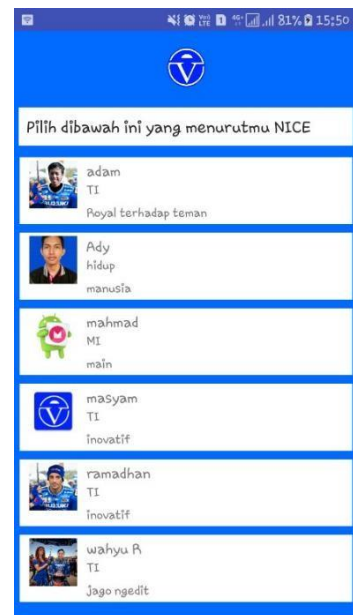 81% 15:50
Pilih dibawah ini yang menurutmu NICE
adam
TI
Royal terhadap teman
Ady
hidup
manusia
mahmad
MI
main
masyam
TI
inovatif
ramadhan
TI
inovatif
wahyu R
TI
jago ngedit